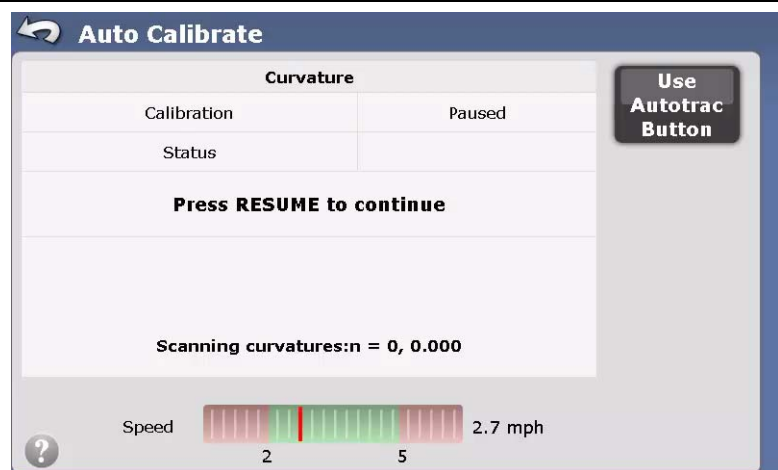 Auto Calibrate
Curvature
Calibration Paused
Status
Press RESUME to continue
Scanning curvatures:n = 0, 0.000
Use
Autotrac
Button
Speed 2.7 mph
2 5
?